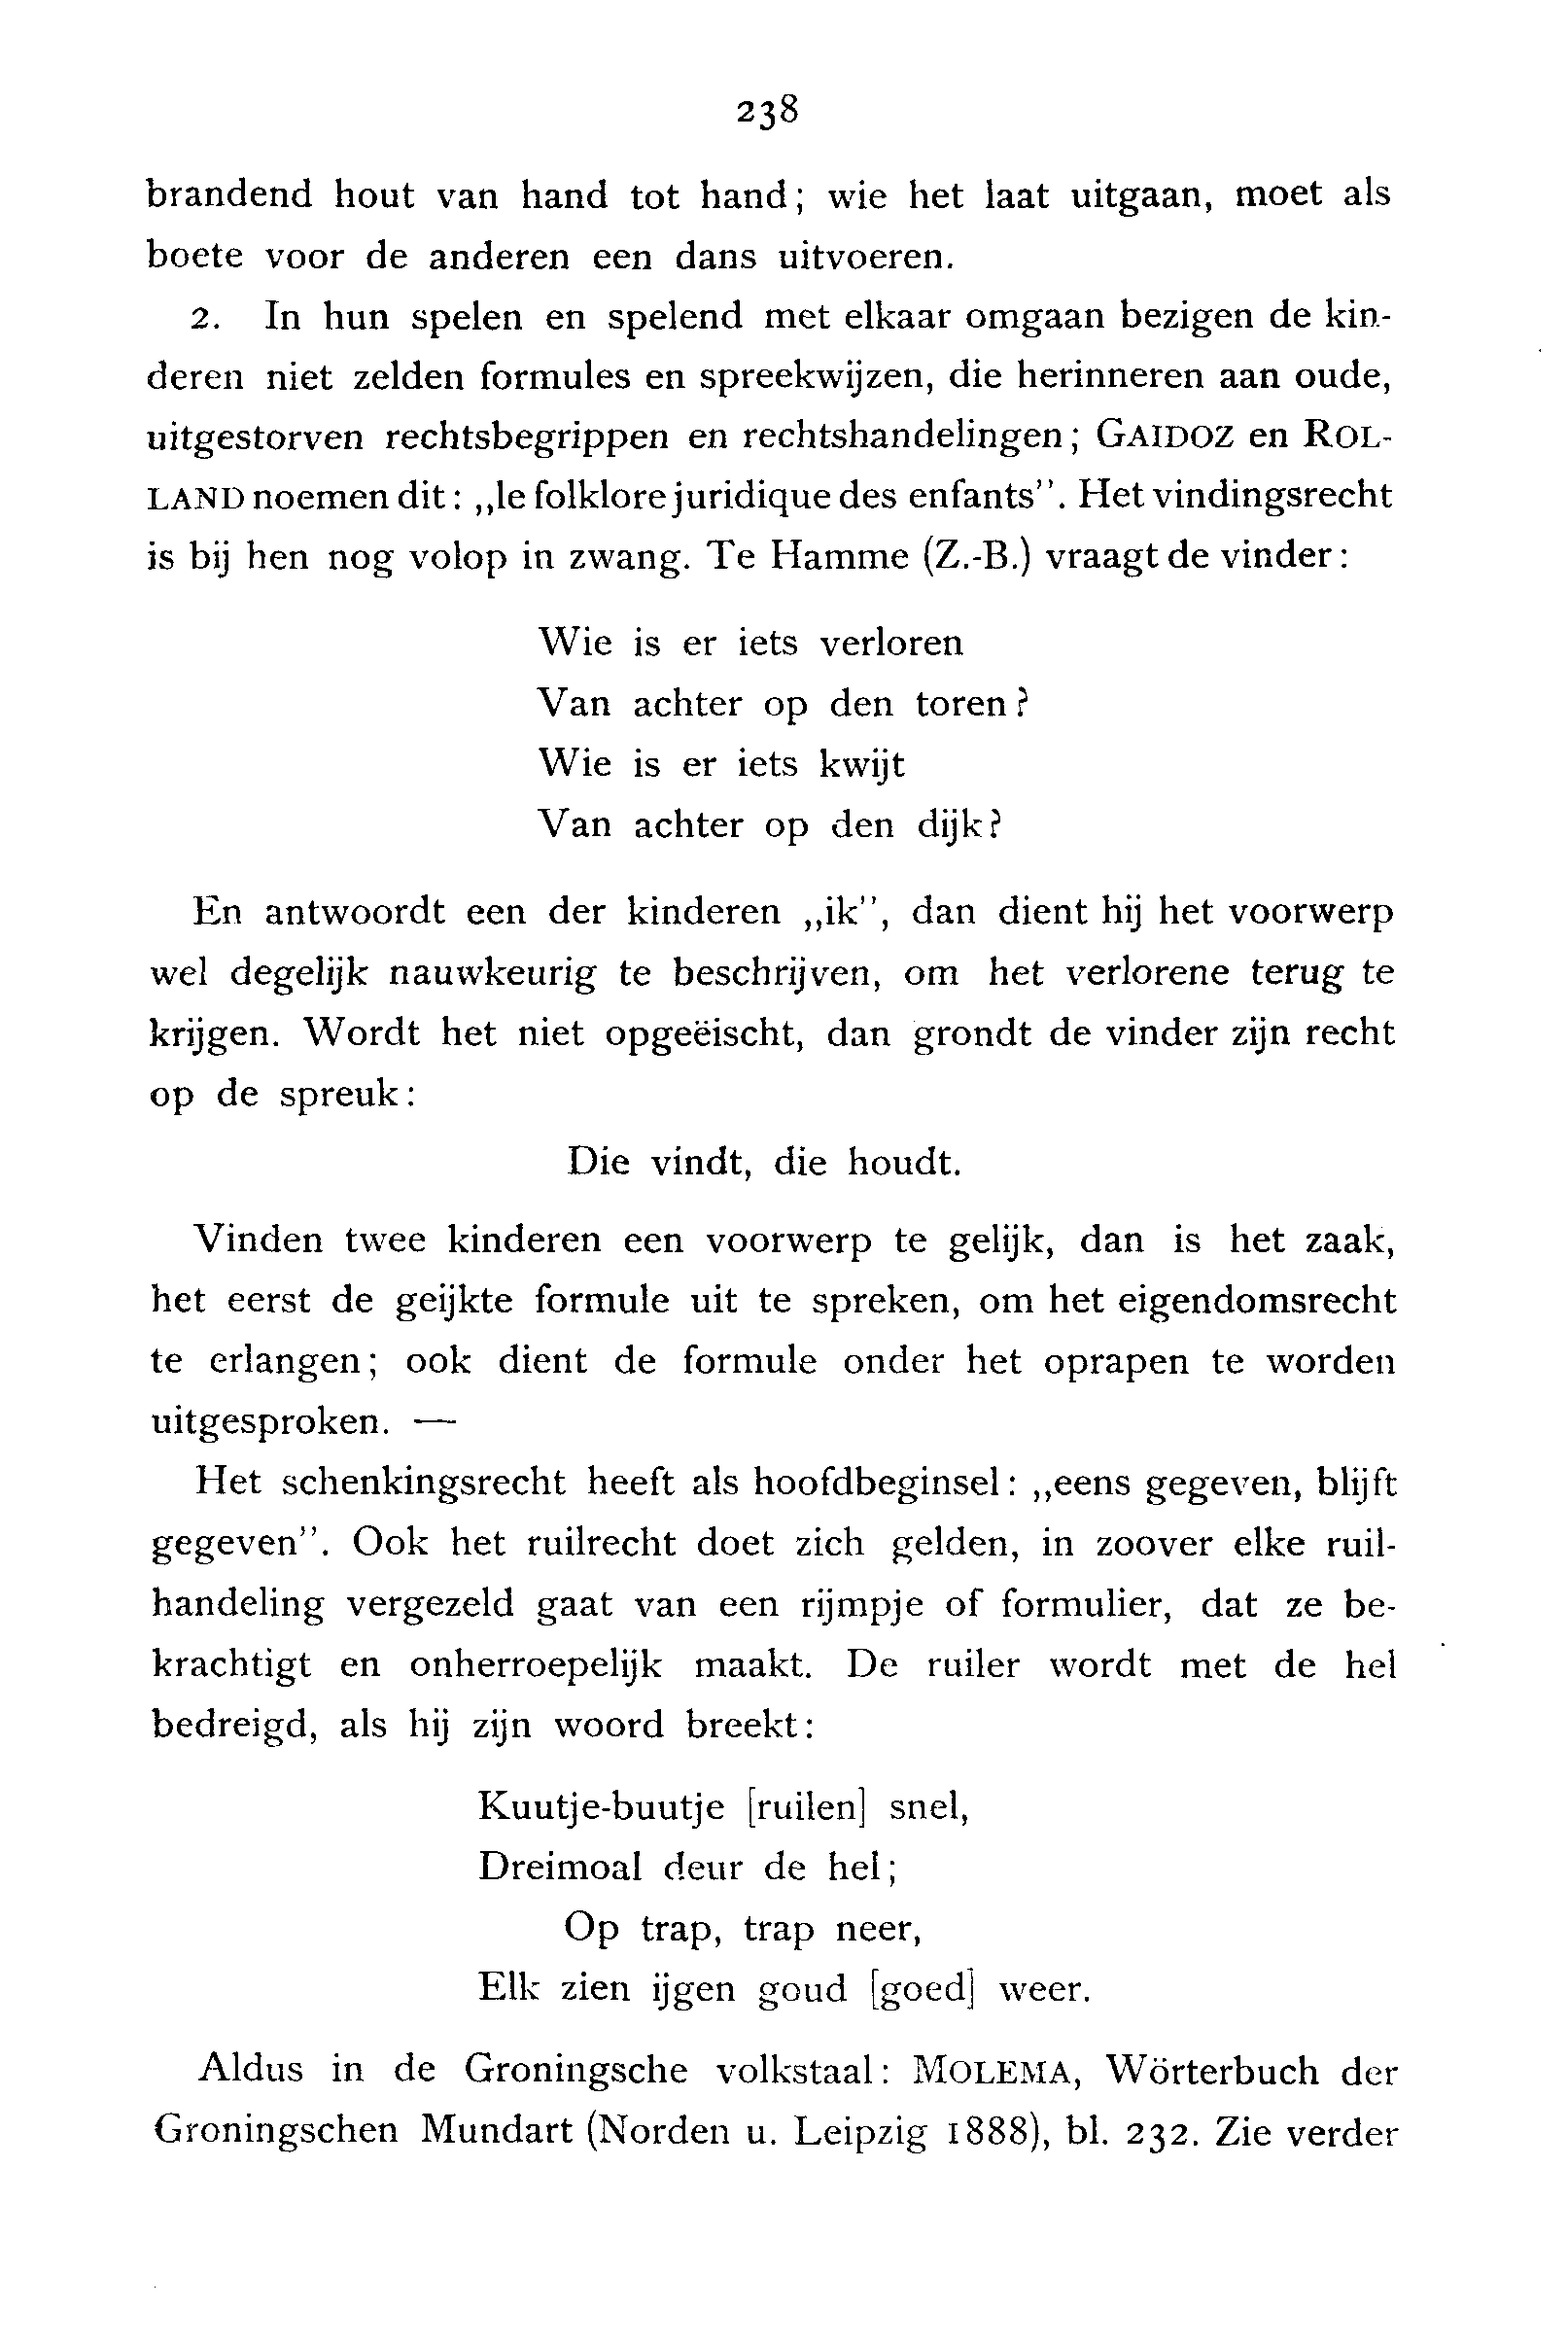 238
brandend hout van hand tot hand; wie het laat uitgaan, moet als
boete voor de anderen een dans uitvoeren.
2. In hun spelen en spelend met elkaar omgaan bezigen de kin-
deren niet zelden formules en spreekwijzen, die herinneren aan oude,
uitgestorven rechtsbegrippen en rechtshandelingen; GAIDOZ en ROL-
LAND noemen dit: „le folklore juridique des enfants”. Het vindingsrecht
is bij hen nog volop in zwang. Te Hamme (Z.-B.) vraagt de vinder:
Wie is er iets verloren
Van achter op den toren?
Wie is er iets kwijt
Van achter op den dijk?
En antwoordt een der kinderen „ik”, dan dient hij het voorwerp
wel degelijk nauwkeurig te beschrijven, om het verlorene terug te
krijgen. Wordt het niet opgeëischt, dan grondt de vinder zijn recht
op de spreuk:
Die vindt, die houdt.
Vinden twee kinderen een voorwerp te gelijk, dan is het zaak,
het eerst de geijkte formule uit te spreken, om het eigendomsrecht
te erlangen; ook dient de formule onder het oprapen te worden
uitgesproken. —
Het schenkingsrecht heeft als hoofdbeginsel: „eens gegeven, blijft
gegeven”. Ook het ruilrecht doet zich gelden, in zoover elke ruil-
handeling vergezeld gaat van een rijmpje of formulier, dat ze be-
krachtigt en onherroepelijk maakt. De ruiler wordt met de hel
bedreigd, als hij zijn woord breekt:
Kuutje-buutje [ruilen] snel,
Dreimoal deur de hel;
Op trap, trap neer,
Elk zien ijgen goud [goed] weer.
Aldus in de Groningsche volkstaal: MOLEMA, Wörterbuch der
Groningschen Mundart (Norden u. Leipzig 1888), bl. 232. Zie verder